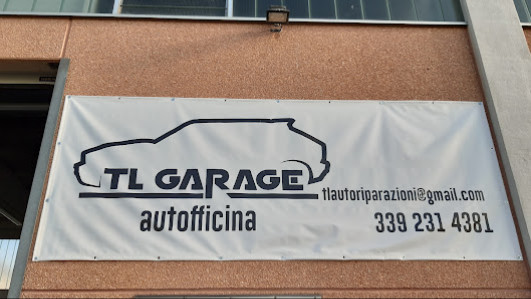 TL GARAGE
tlautoriparazioni@gmail.com
autofficina
339 231 4381